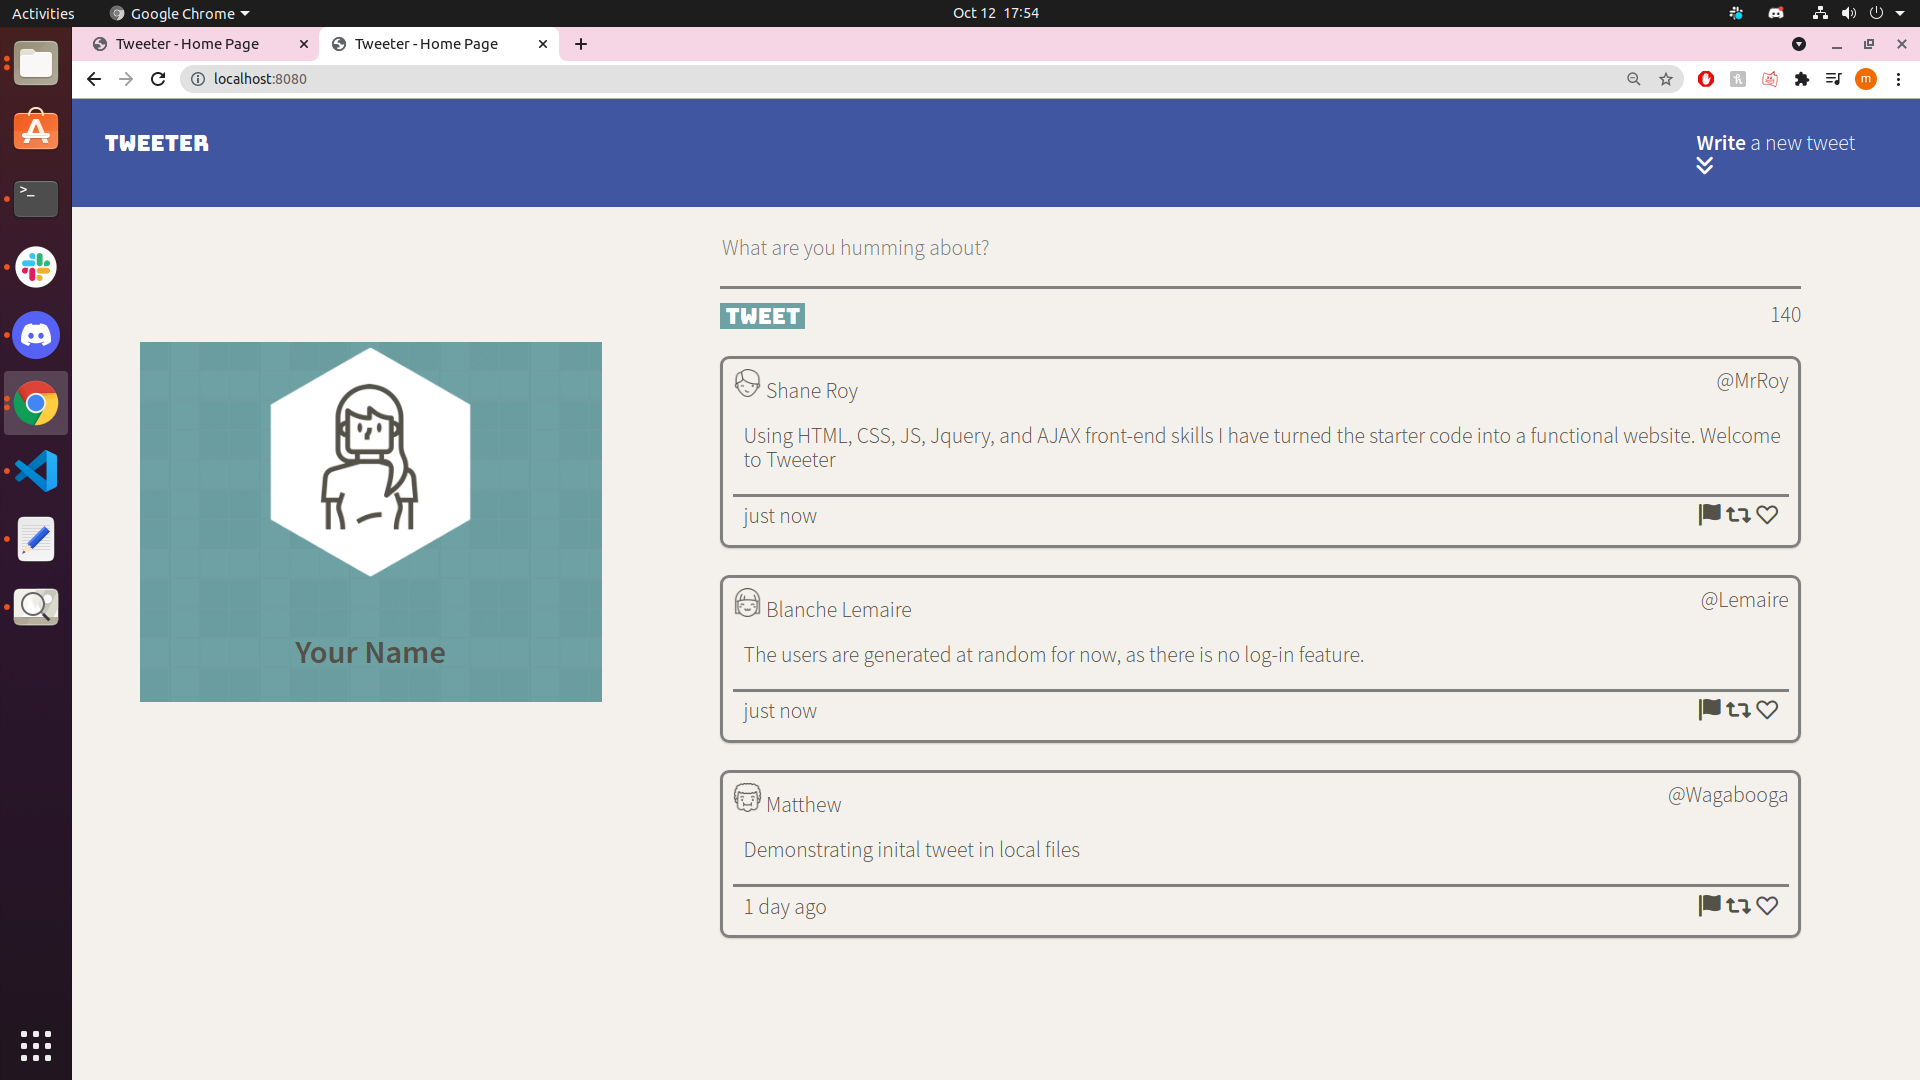 Activities
Google Chrome
Oct 12 17:54
Tweeter - Home Page
Tweeter - Home Page
localhost:8080
m
TWEETER
Write a new tweet
What are you humming about?
TWEET
140
Your Name
Shane Roy
@MrRoy
Using HTML, CSS, JS, Jquery, and AJAX front-end skills I have turned the starter code into a functional website. Welcome
to Tweeter
just now
Blanche Lemaire
@Lemaire
The users are generated at random for now, as there is no log-in feature.
just now
Matthew
@Wagabooga
Demonstrating inital tweet in local files
1 day ago